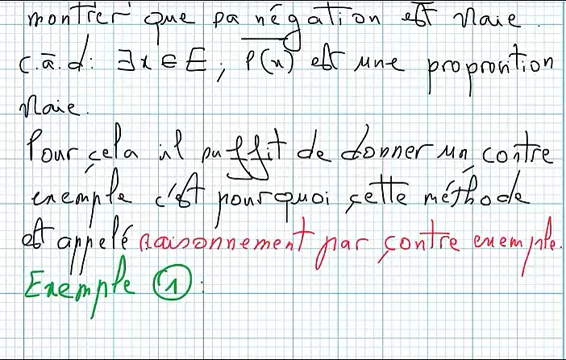 montrer que sa négation est vraie.
c.à.d: ∃x ∈ E ; \overline{P(x)} est une proposition
vraie.
Pour cela il suffit de donner un contre
exemple c'est pourquoi cette méthode
est appelé raisonnement par contre exemple.
Exemple ①: